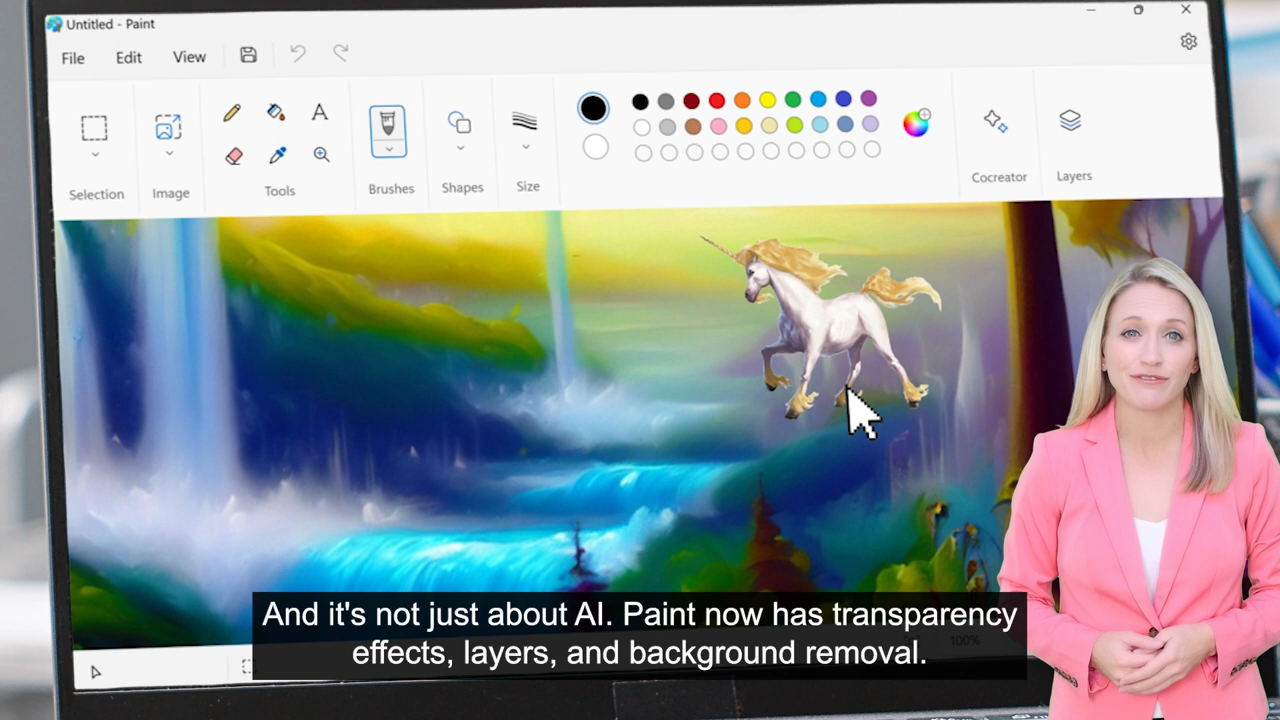 Untitled - Paint
File Edit View
Selection Image Tools Brushes Shapes Size Cocreator Layers
And it's not just about AI. Paint now has transparency
effects, layers, and background removal.
100%